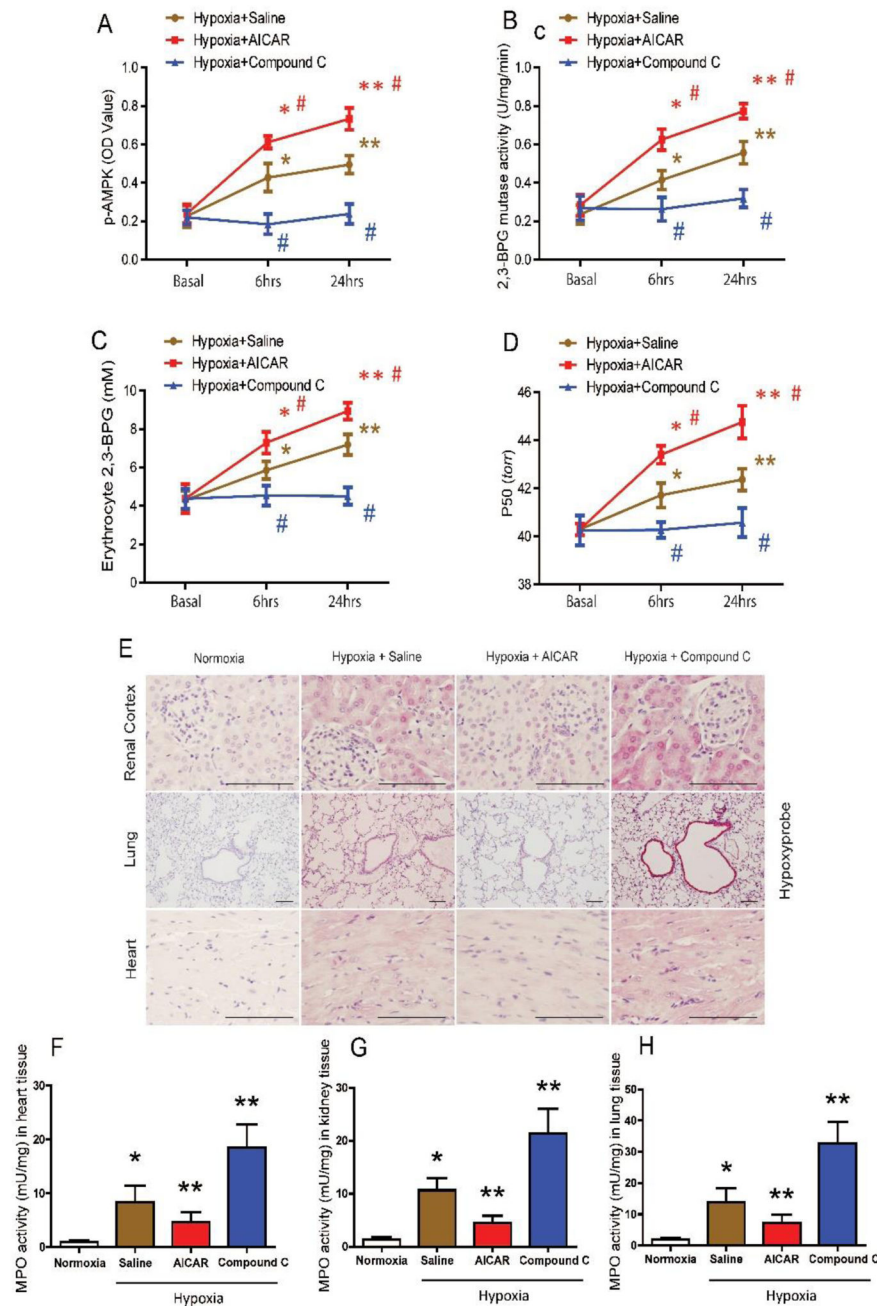 A
Hypoxia+Saline
Hypoxia+AICAR
Hypoxia+Compound C
p-AMPK (OD Value)
1.0
0.8
0.6
0.4
0.2
0.0
* #
** #
*
**
#
#
Basal 6hrs 24hrs
B
c
Hypoxia+Saline
Hypoxia+AICAR
Hypoxia+Compound C
2,3-BPG mutase activity (U/mg/min)
1.0
0.8
0.6
0.4
0.2
0.0
* #
** #
*
**
#
#
Basal 6hrs 24hrs
C
Hypoxia+Saline
Hypoxia+AICAR
Hypoxia+Compound C
Erythrocyte 2,3-BPG (mM)
10
8
6
4
2
0
* #
** #
*
**
#
#
Basal 6hrs 24hrs
D
Hypoxia+Saline
Hypoxia+AICAR
Hypoxia+Compound C
P50 (torr)
46
44
42
40
38
* #
** #
*
**
#
#
Basal 6hrs 24hrs
E
Normoxia Hypoxia + Saline Hypoxia + AICAR Hypoxia + Compound C
Renal Cortex
Lung
Heart
Hypoxyprobe
F
MPO activity (mU/mg) in heart tissue
30
20
10
0
*
**
**
Normoxia Saline AICAR Compound C
Hypoxia
G
MPO activity (mU/mg) in kidney tissue
30
20
10
0
*
**
**
Normoxia Saline AICAR Compound C
Hypoxia
H
MPO activity (mU/mg) in lung tissue
50
40
30
20
10
0
*
**
**
Normoxia Saline AICAR Compound C
Hypoxia